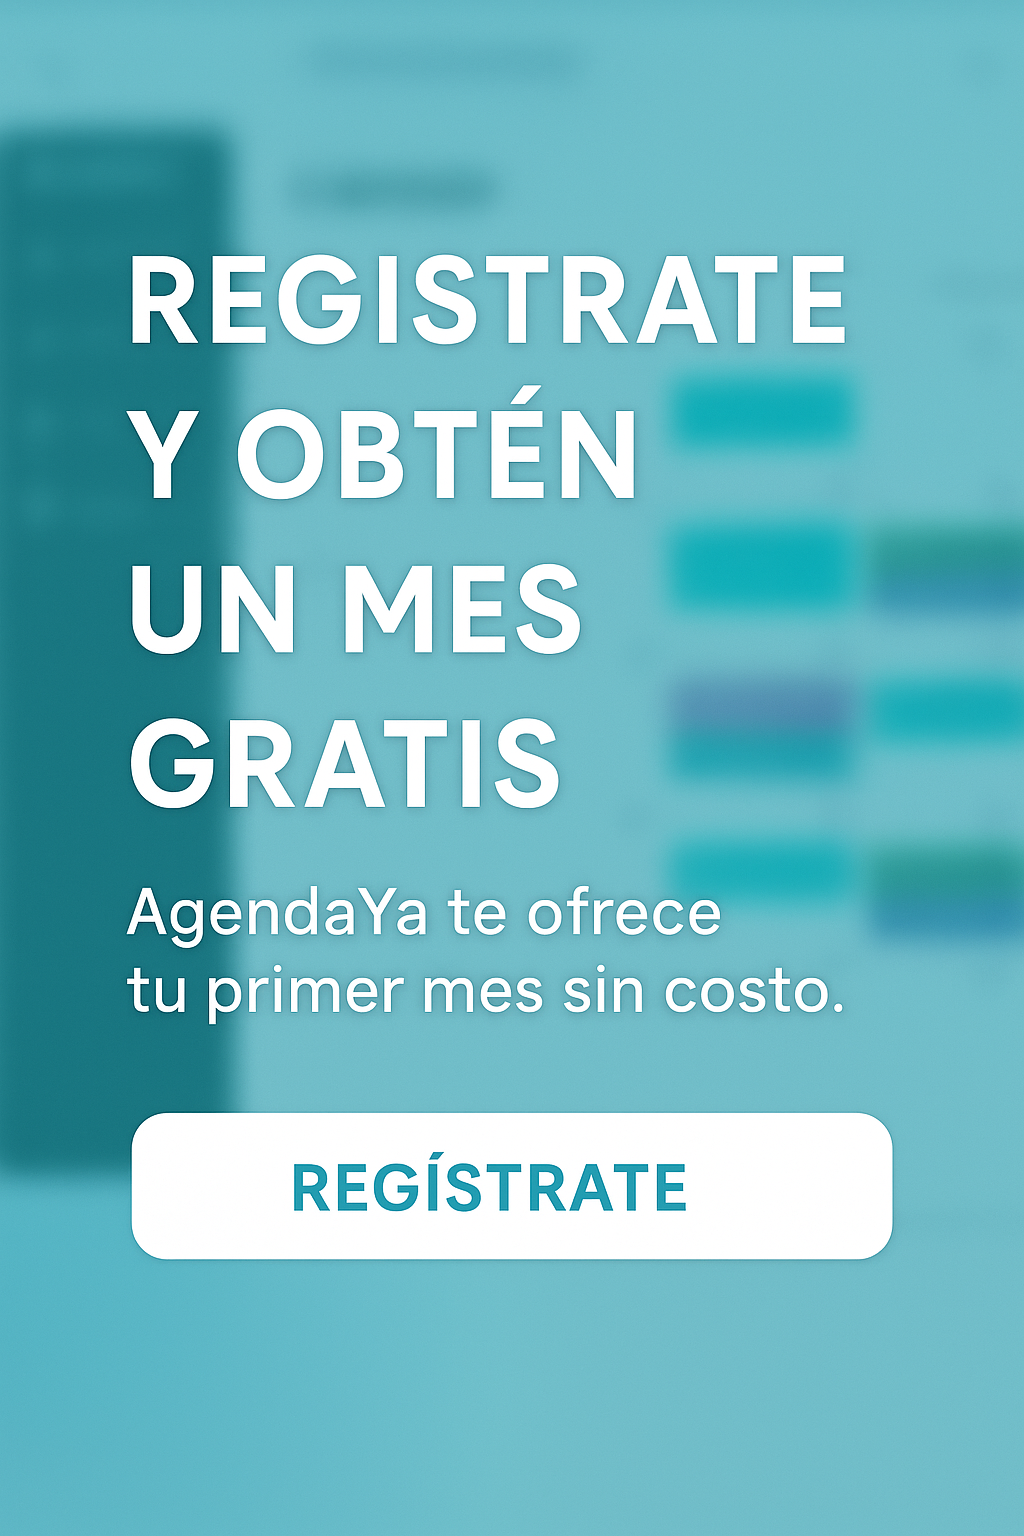 REGISTRATE
Y OBTÉN
UN MES
GRATIS
AgendaYa te ofrece
tu primer mes sin costo.
REGÍSTRATE